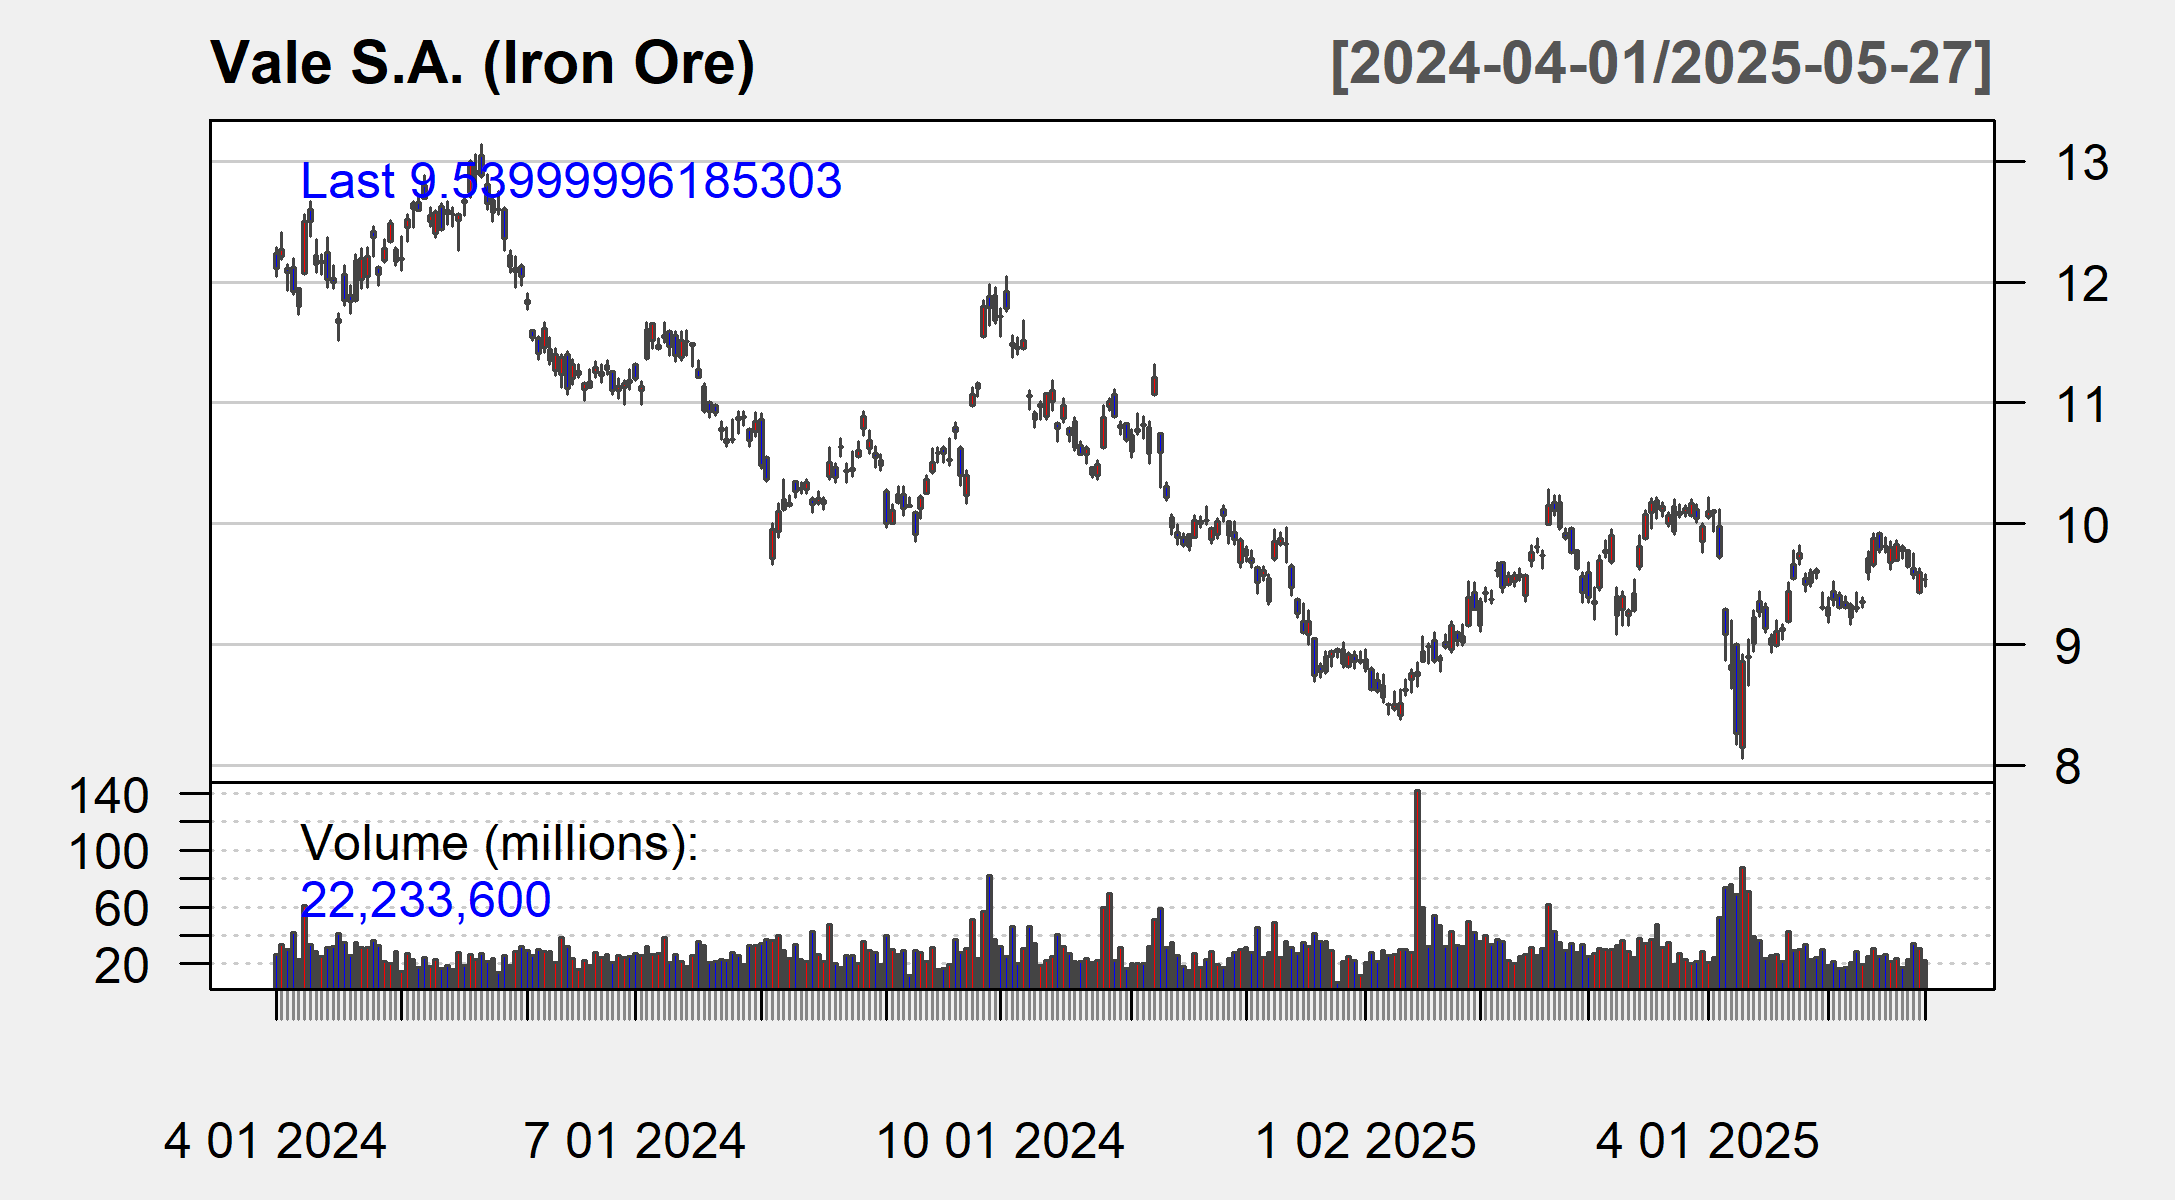 Vale S.A. (Iron Ore)
[2024-04-01/2025-05-27]
Last 9.53999996185303
13
12
11
10
9
8
140
100
60
20
Volume (millions):
22,233,600
4 01 2024
7 01 2024
10 01 2024
1 02 2025
4 01 2025